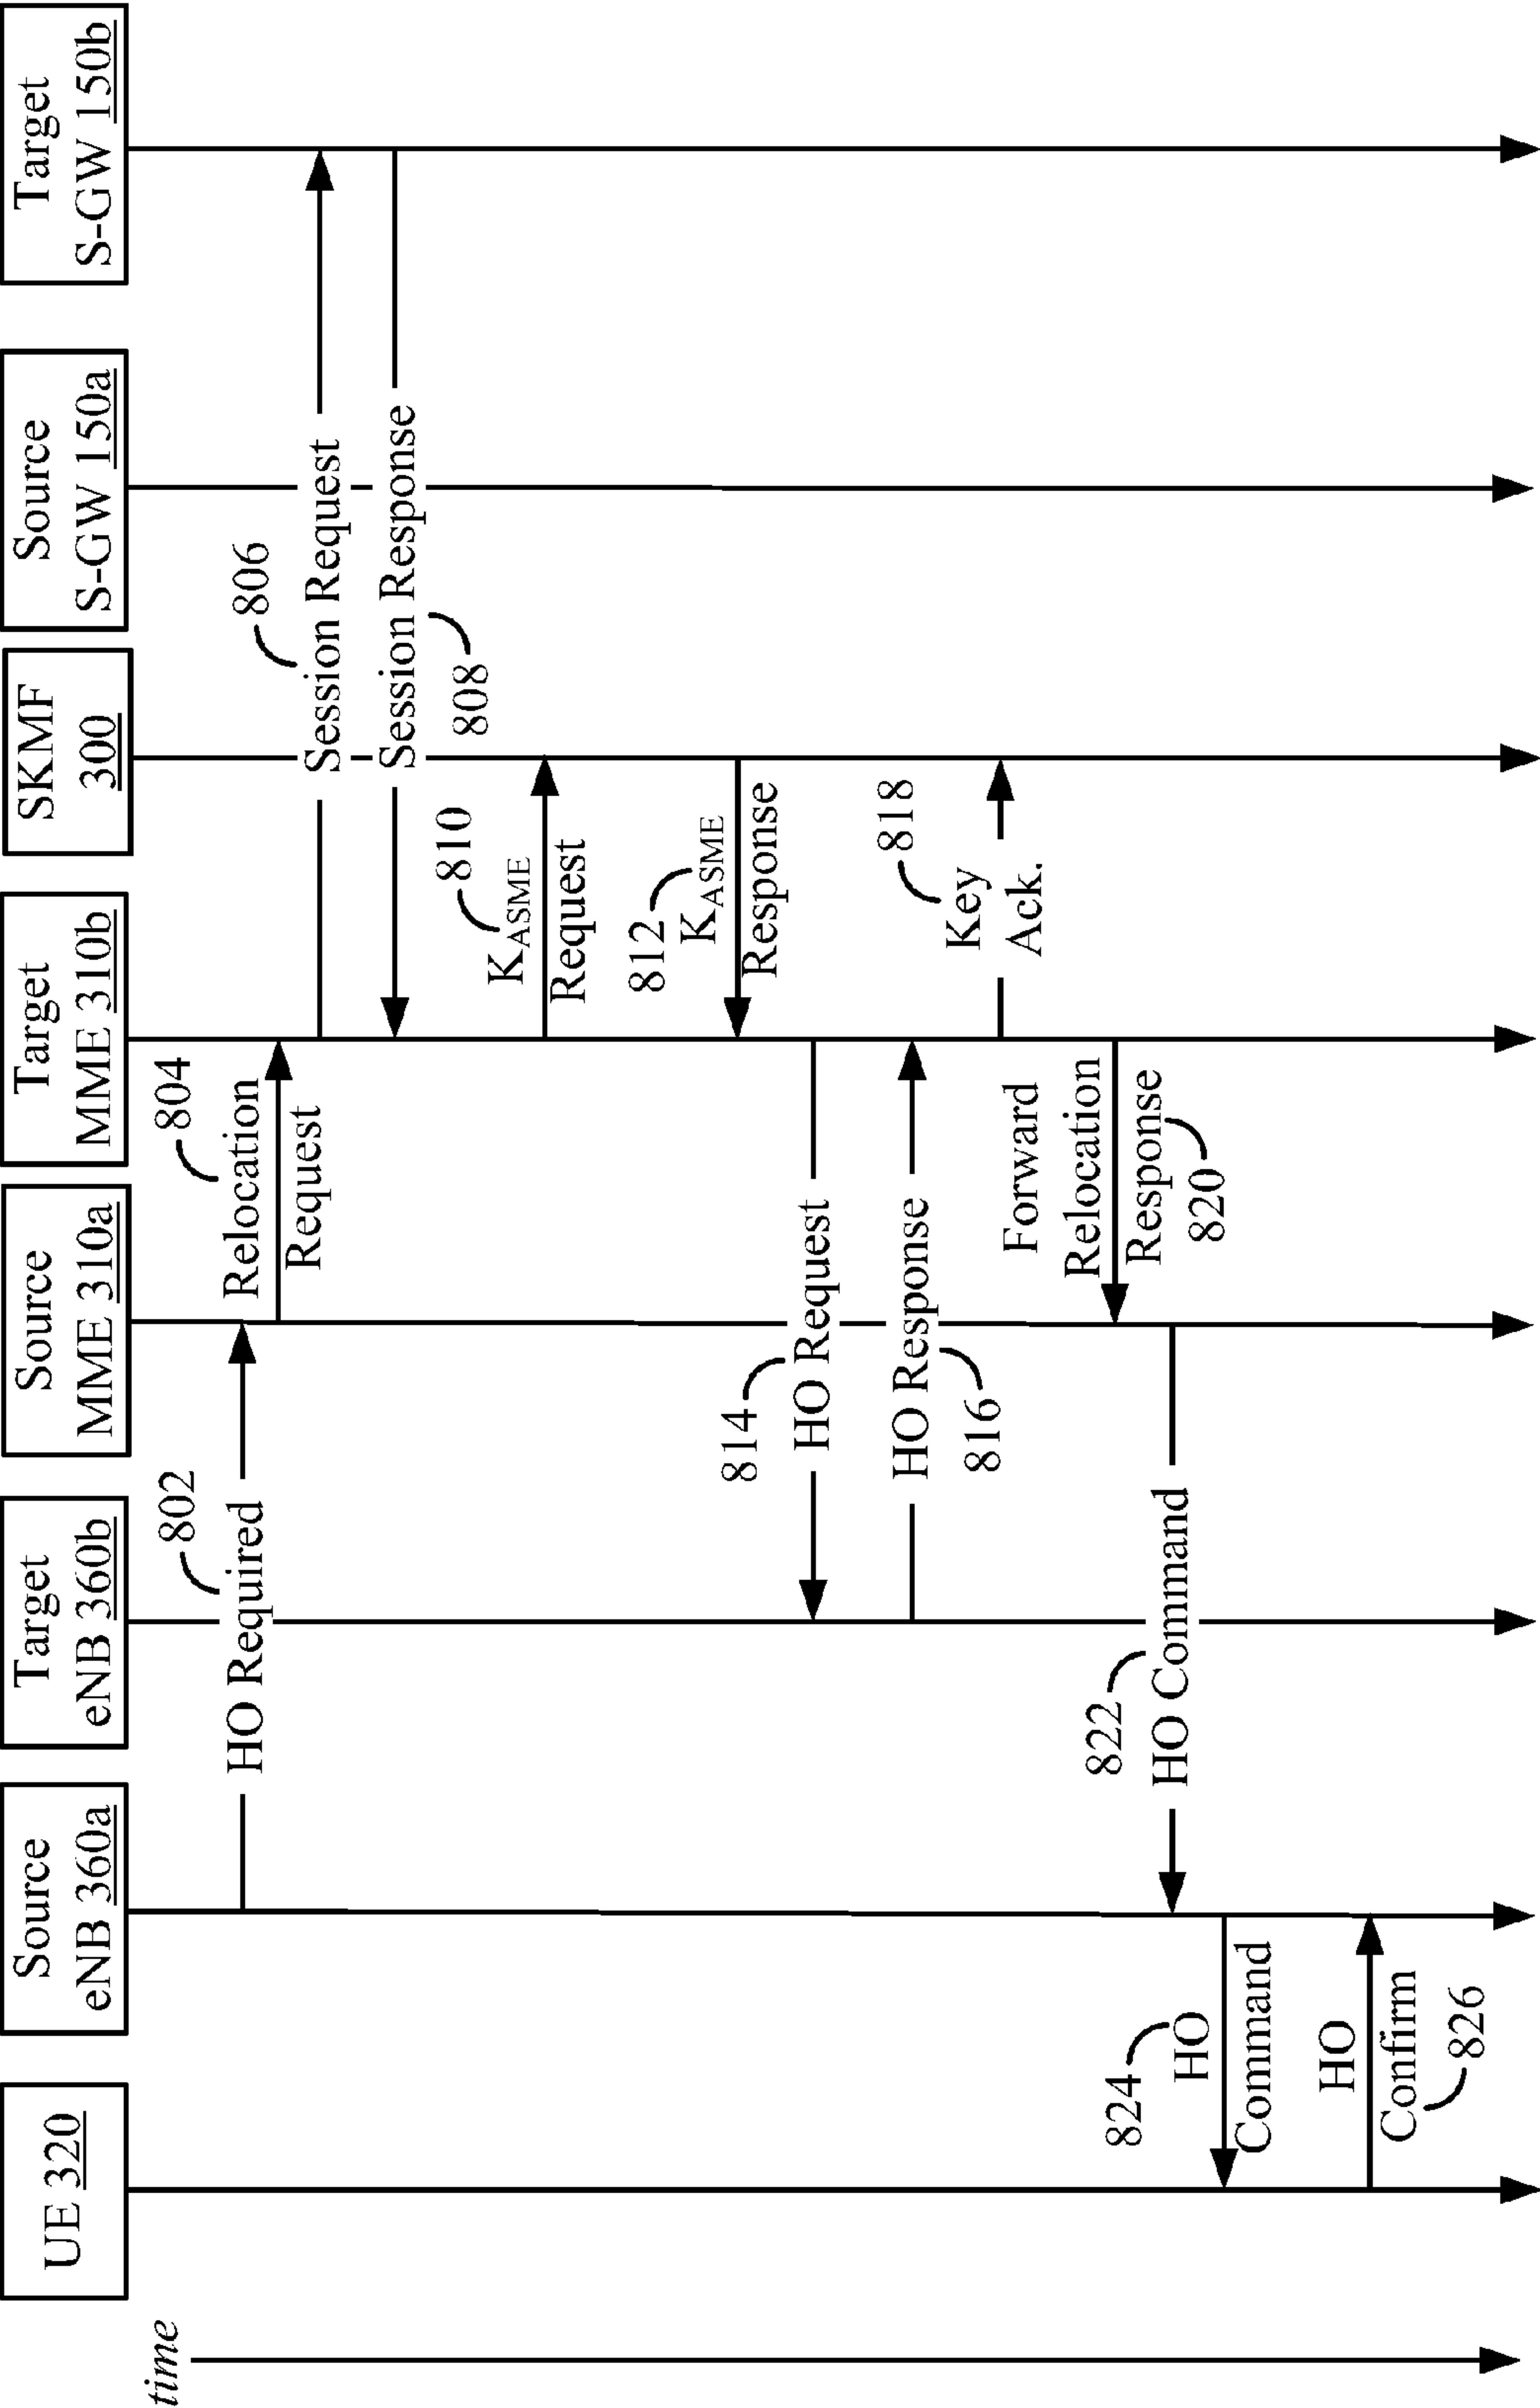 time
UE 320
Source
eNB 360a
Target
eNB 360b
Source
MME 310a
Target
MME 310b
SKMF
300
Source
S-GW 150a
Target
S-GW 150b
802
HO Required
804
Relocation
Request
806
Session Request
Session Response
808
810
KASME
Request
812
KASME
Response
814
HO Request
HO Response
816
818
Key
Ack.
Forward
Relocation
Response
820
822
HO Command
824
HO
Command
HO
Confirm
826